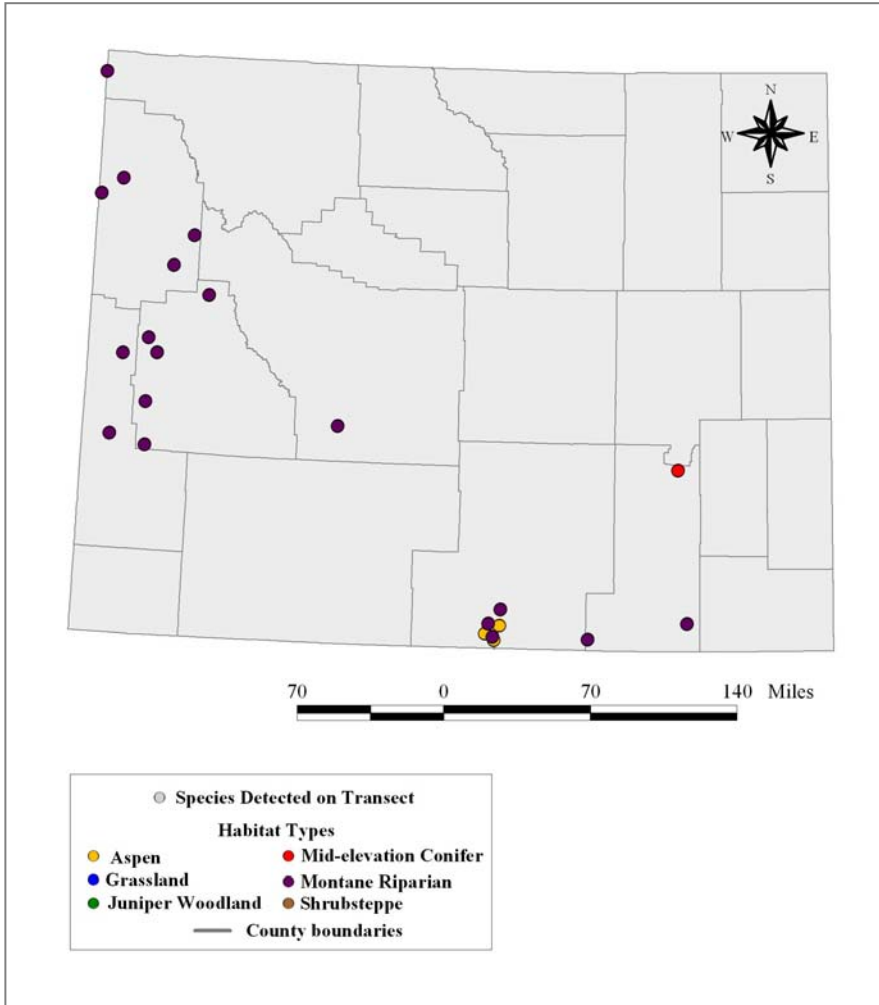 N
W E
S
70 0 70 140 Miles
Species Detected on Transect
Habitat Types
Aspen Mid-elevation Conifer
Grassland Montane Riparian
Juniper Woodland Shrubsteppe
County boundaries